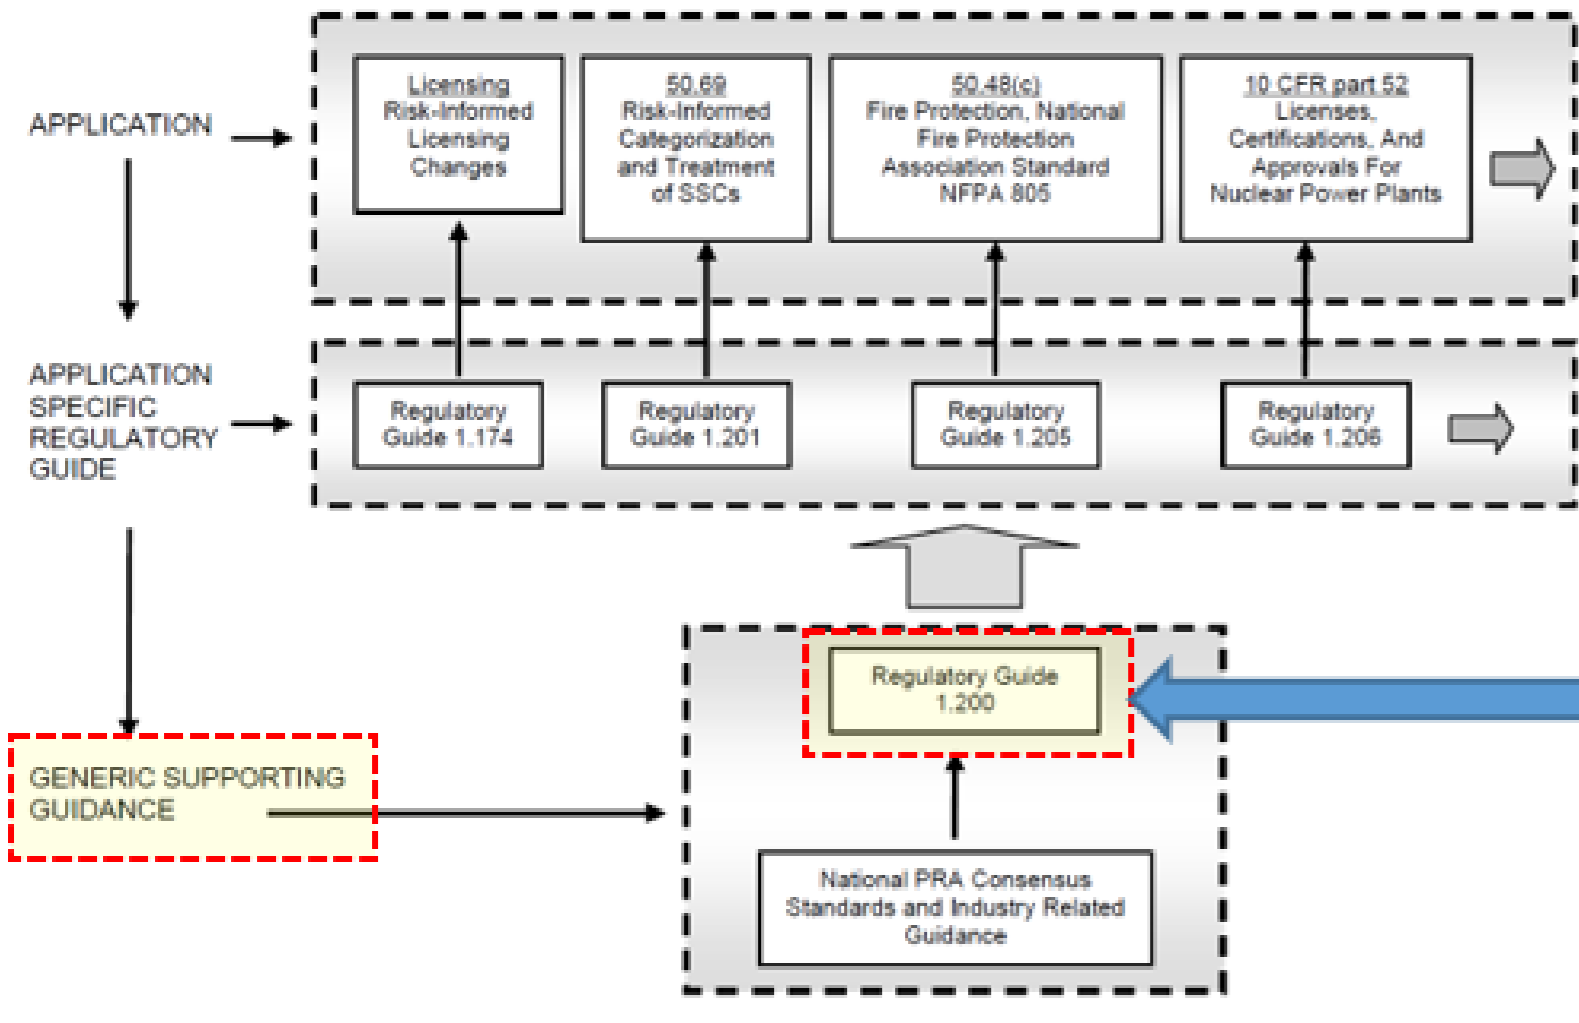 APPLICATION
Licensing
Risk-Informed
Licensing
Changes
50.69
Risk-Informed
Categorization
and Treatment
of SSCs
50.48(c)
Fire Protection, National
Fire Protection
Association Standard
NFPA 805
10 CFR part 52
Licenses,
Certifications, And
Approvals For
Nuclear Power Plants
APPLICATION
SPECIFIC
REGULATORY
GUIDE
Regulatory
Guide 1.174
Regulatory
Guide 1.201
Regulatory
Guide 1.205
Regulatory
Guide 1.206
GENERIC SUPPORTING
GUIDANCE
Regulatory Guide
1.200
National PRA Consensus
Standards and Industry Related
Guidance